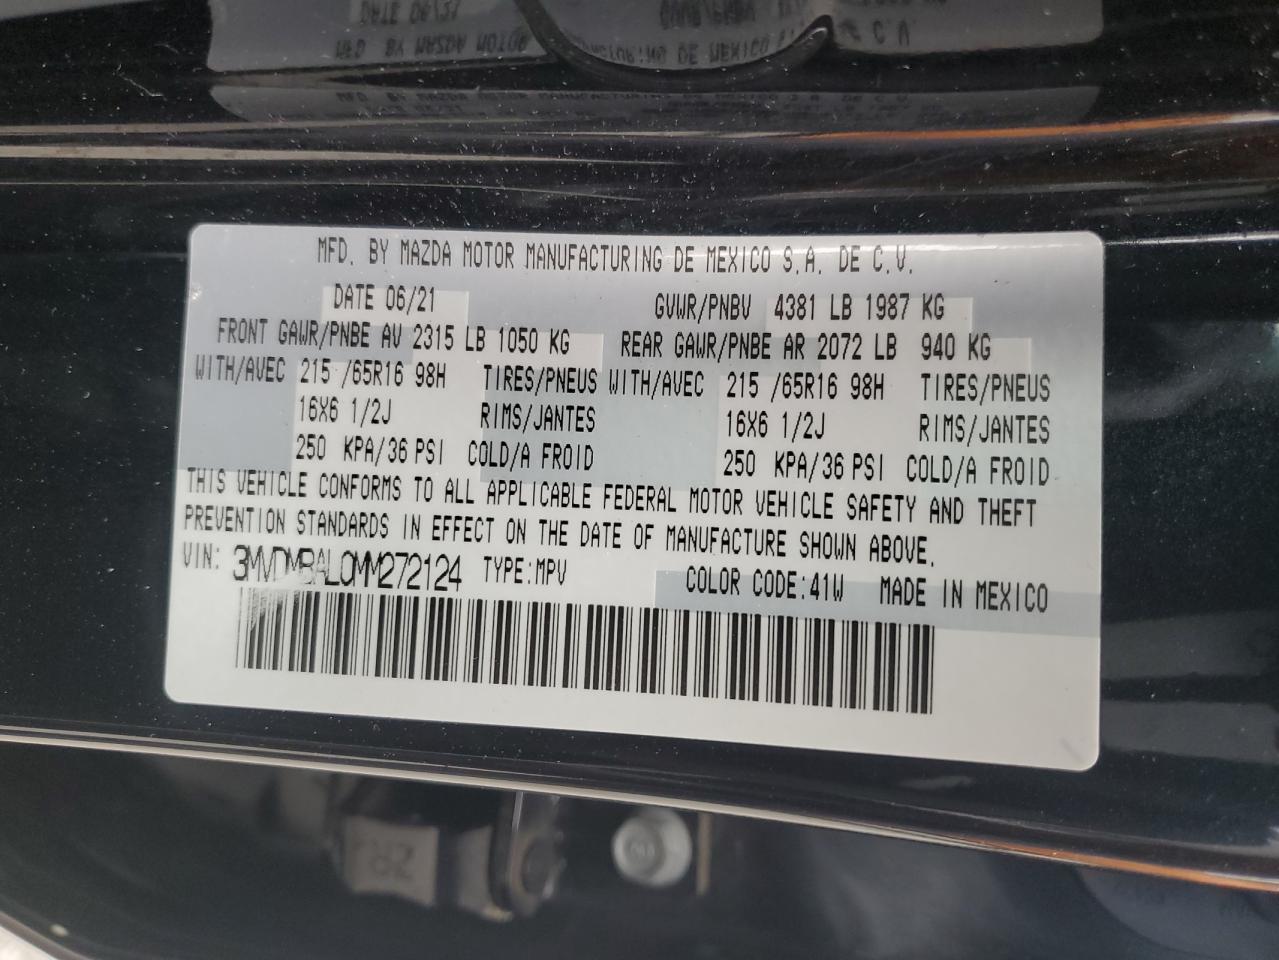 MFD. BY MAZDA MOTOR MANUFACTURING DE MEXICO S.A. DE C.V.
DATE 06/21 GVWR/PNBV 4381 LB 1987 KG
FRONT GAWR/PNBE AV 2315 LB 1050 KG REAR GAWR/PNBE AR 2072 LB 940 KG
WITH/AVEC 215 /65R16 98H TIRES/PNEUS WITH/AVEC 215 /65R16 98H TIRES/PNEUS
16X6 1/2J RIMS/JANTES 16X6 1/2J RIMS/JANTES
250 KPA/36 PSI COLD/A FROID 250 KPA/36 PSI COLD/A FROID
THIS VEHICLE CONFORMS TO ALL APPLICABLE FEDERAL MOTOR VEHICLE SAFETY AND THEFT
PREVENTION STANDARDS IN EFFECT ON THE DATE OF MANUFACTURE SHOWN ABOVE.
VIN: 3MVDMBAL0MM272124 TYPE:MPV COLOR CODE:41W MADE IN MEXICO